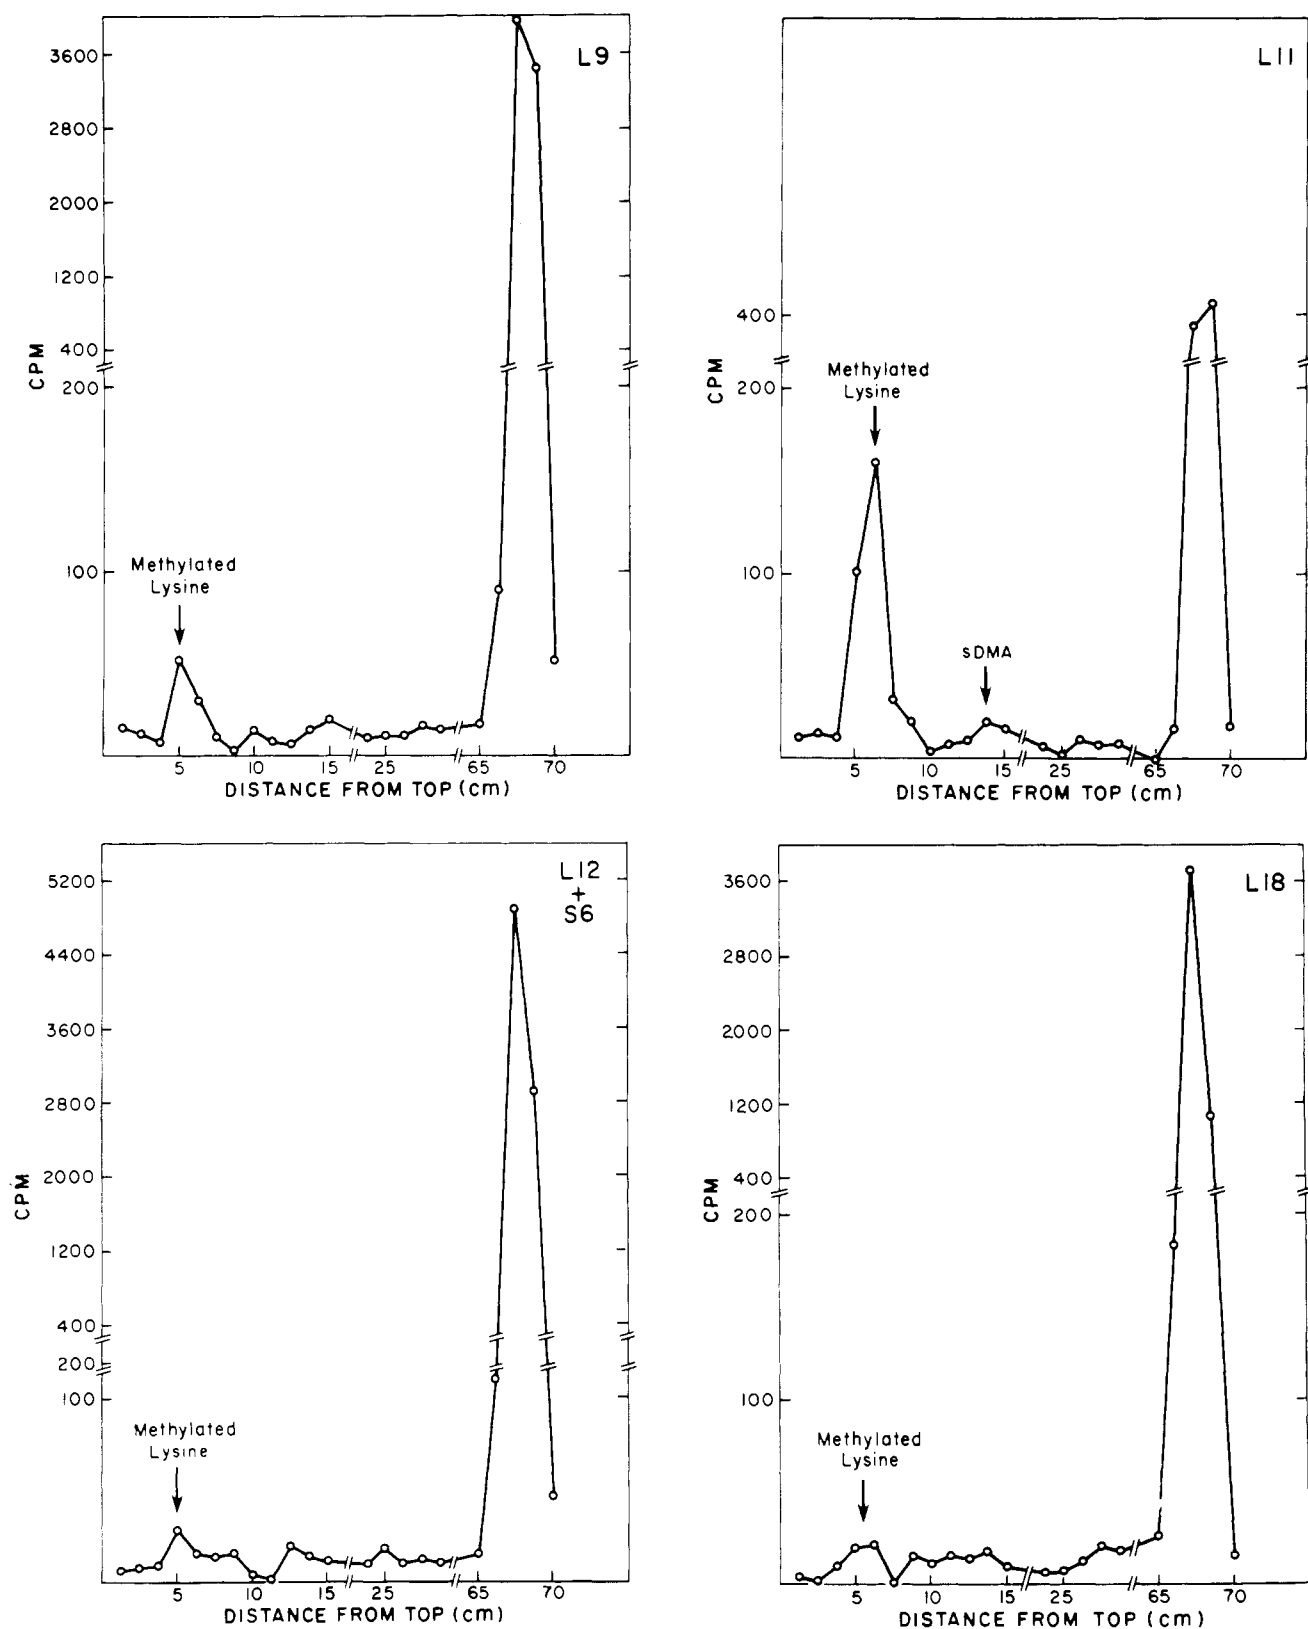 L9
3600
2800
2000
1200
400
200
100
CPM
Methylated
Lysine
5 10 15 25 65 70
DISTANCE FROM TOP (cm)
L11
400
200
100
CPM
Methylated
Lysine
sDMA
5 10 15 25 65 70
DISTANCE FROM TOP (cm)
L12
+
S6
5200
4400
3600
2800
2000
1200
400
200
100
CPM
Methylated
Lysine
5 10 15 25 65 70
DISTANCE FROM TOP (cm)
L18
3600
2800
2000
1200
400
200
100
CPM
Methylated
Lysine
5 10 15 25 65 70
DISTANCE FROM TOP (cm)